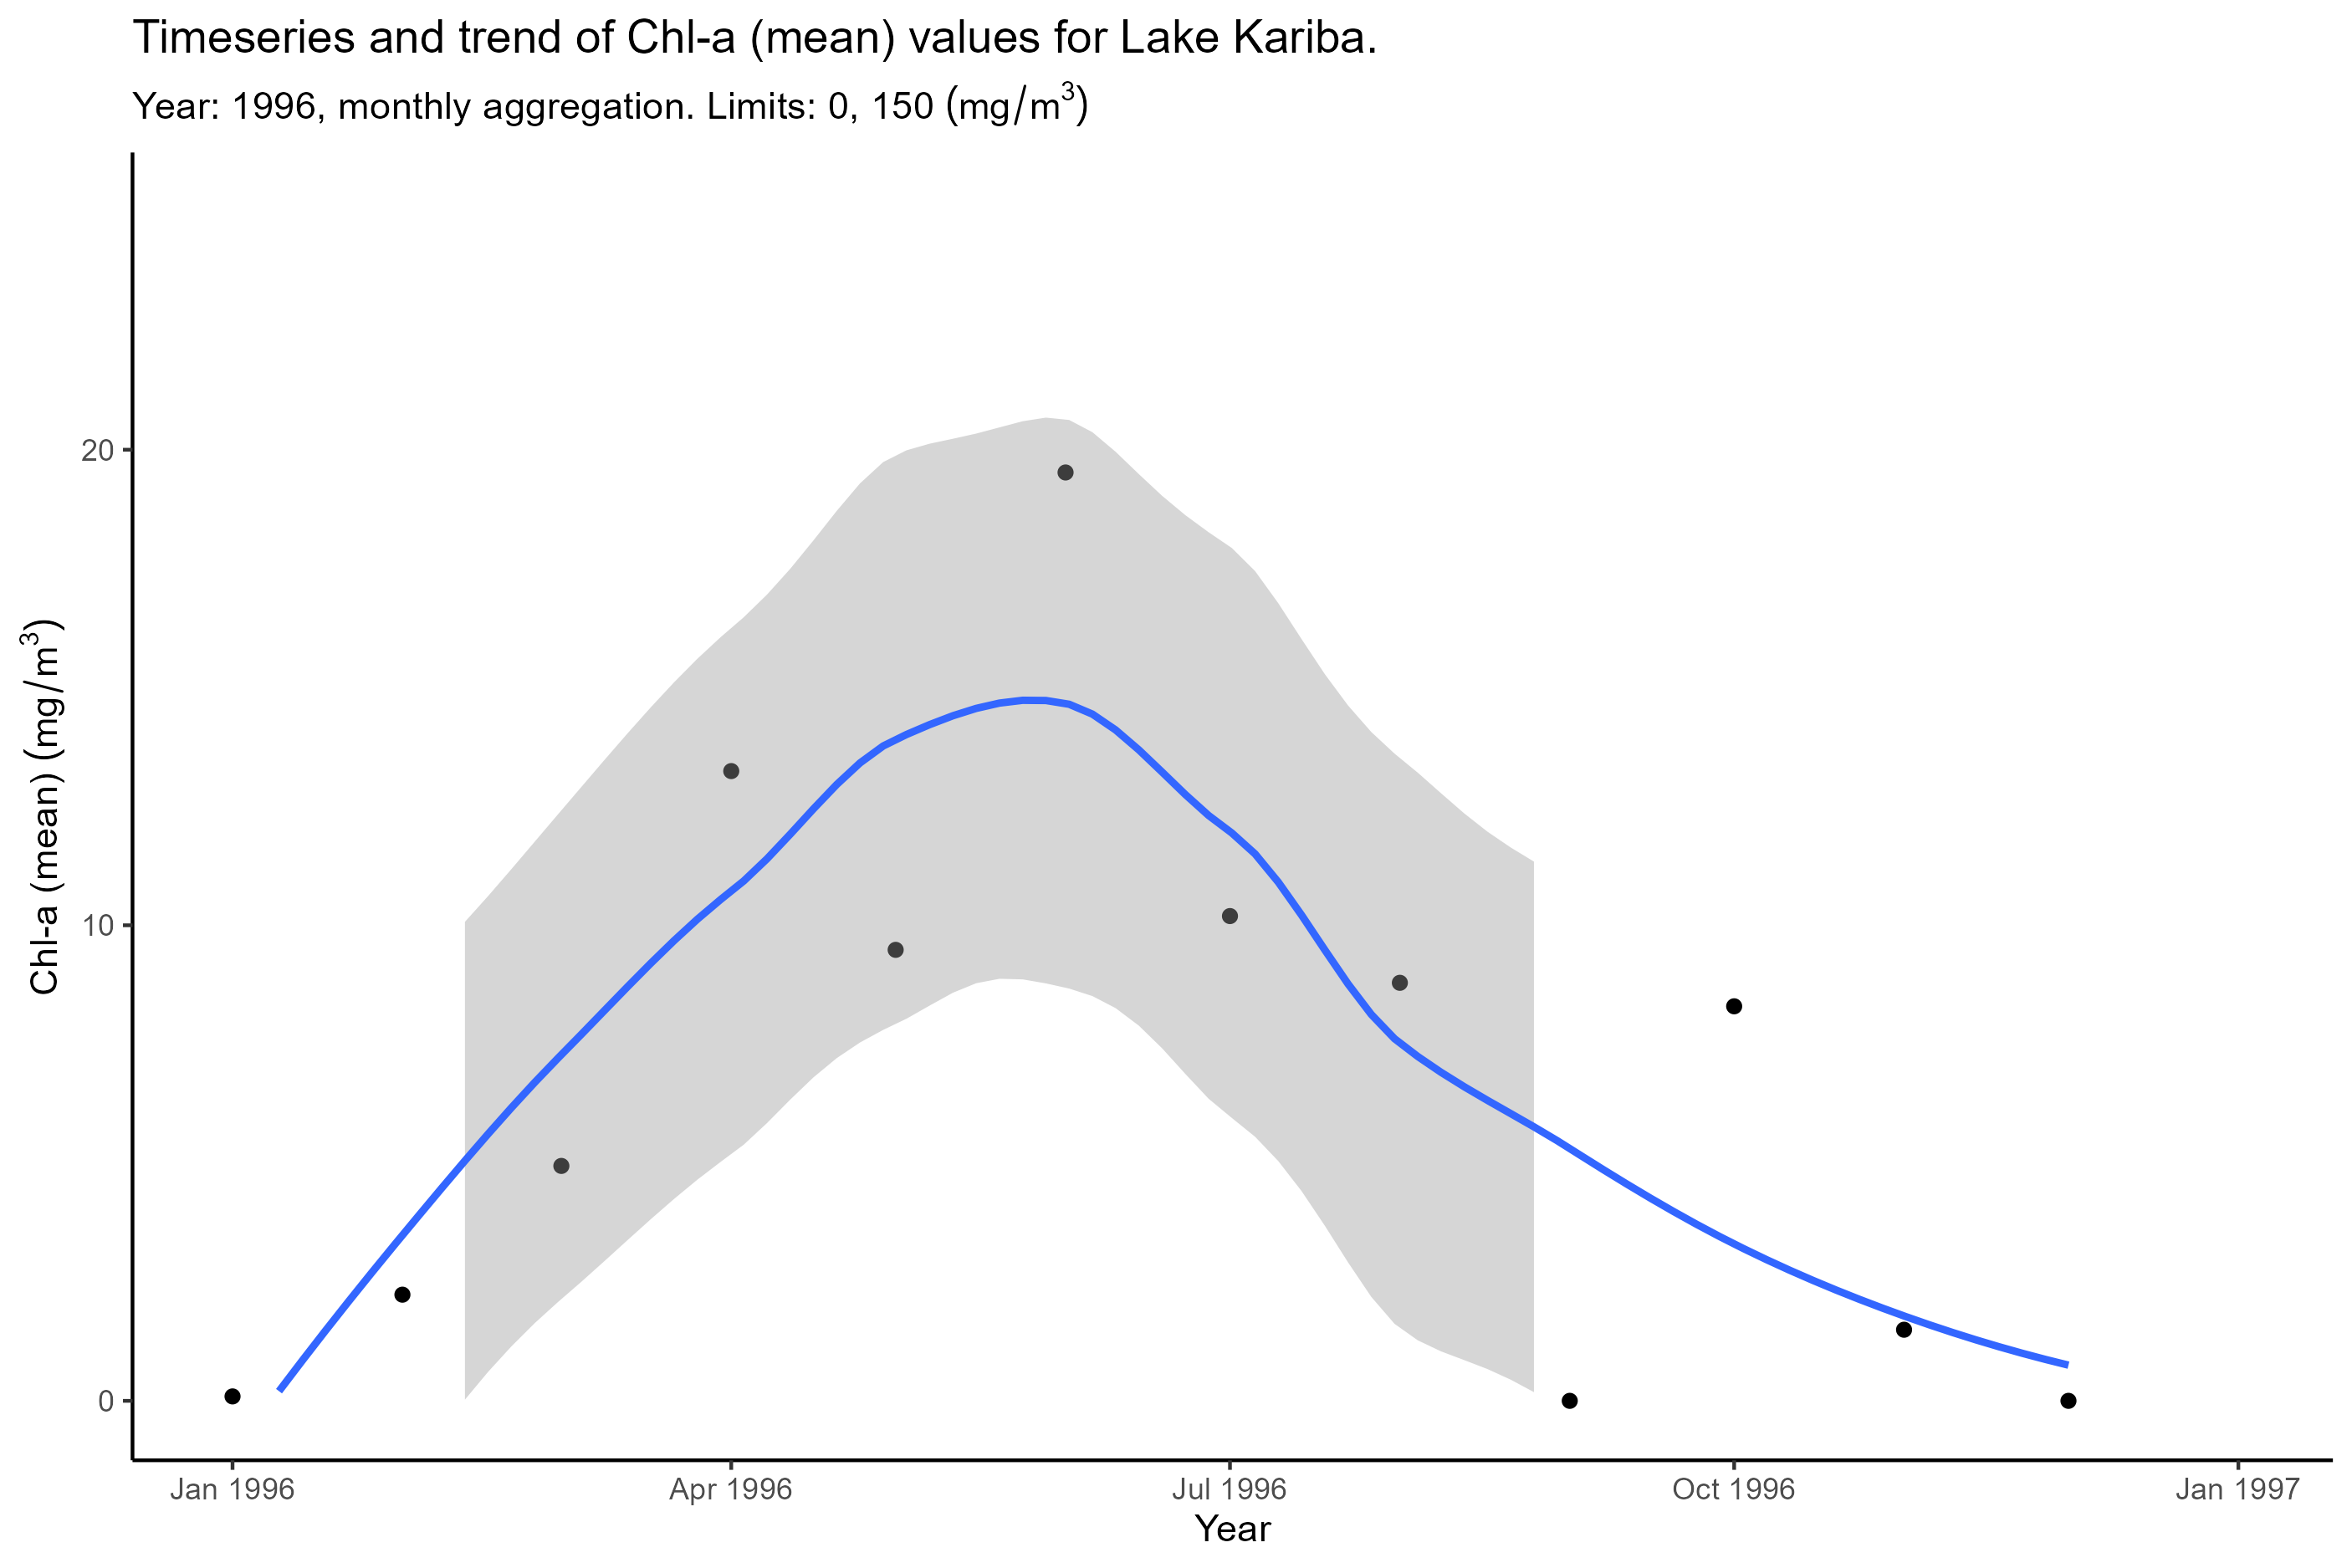 Timeseries and trend of Chl-a (mean) values for Lake Kariba.
Year: 1996, monthly aggregation. Limits: 0, 150 (mg/m³)
Chl-a (mean) (mg/m³)
20
10
0
Jan 1996
Apr 1996
Jul 1996
Oct 1996
Jan 1997
Year